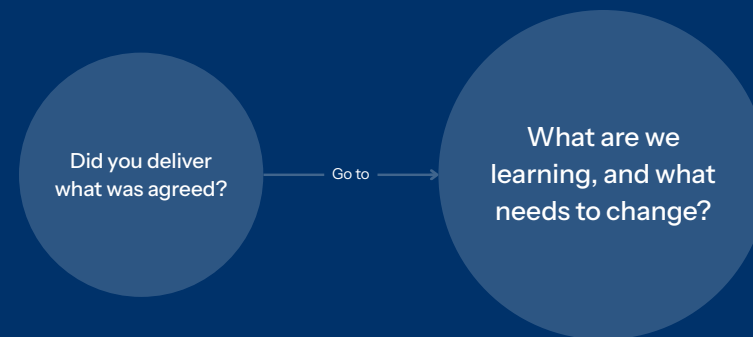 Did you deliver
what was agreed?
Go to
What are we
learning, and what
needs to change?